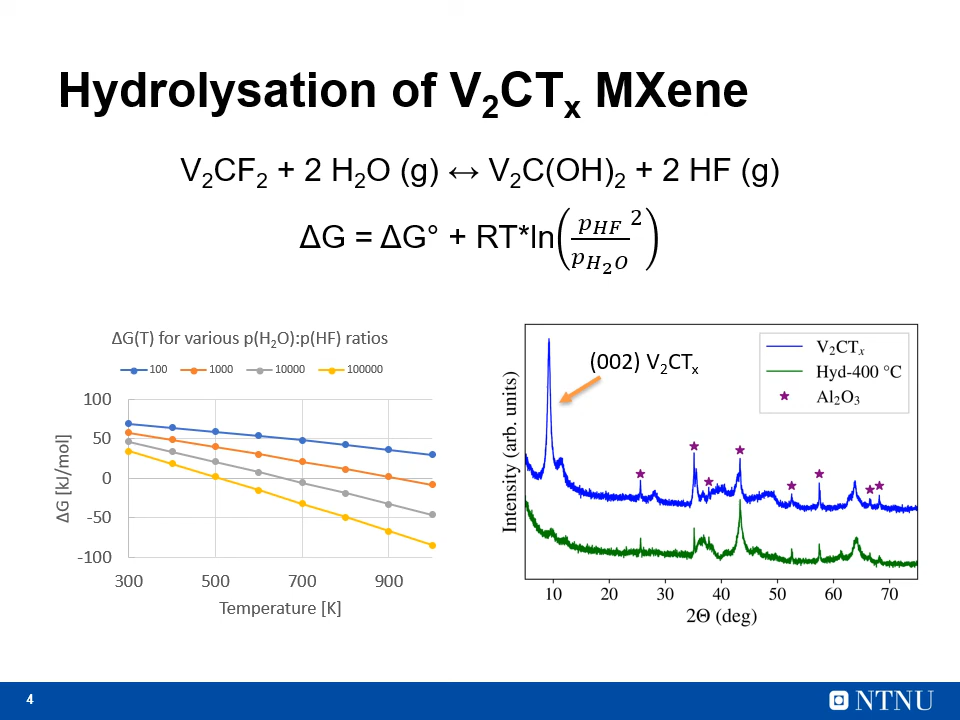 Hydrolysation of V₂CTₓ MXene
V₂CF₂ + 2 H₂O (g) ↔ V₂C(OH)₂ + 2 HF (g)
ΔG = ΔG° + RT*ln(p_HF/p_H₂O ²)
ΔG(T) for various p(H₂O):p(HF) ratios
100 1000 10000 100000
100
50
0
-50
-100
ΔG [kJ/mol]
300 500 700 900
Temperature [K]
(002) V₂CTₓ
V₂CTₓ
Hyd-400 °C
Al₂O₃
Intensity (arb. units)
10 20 30 40 50 60 70
2Θ (deg)
4
NTNU